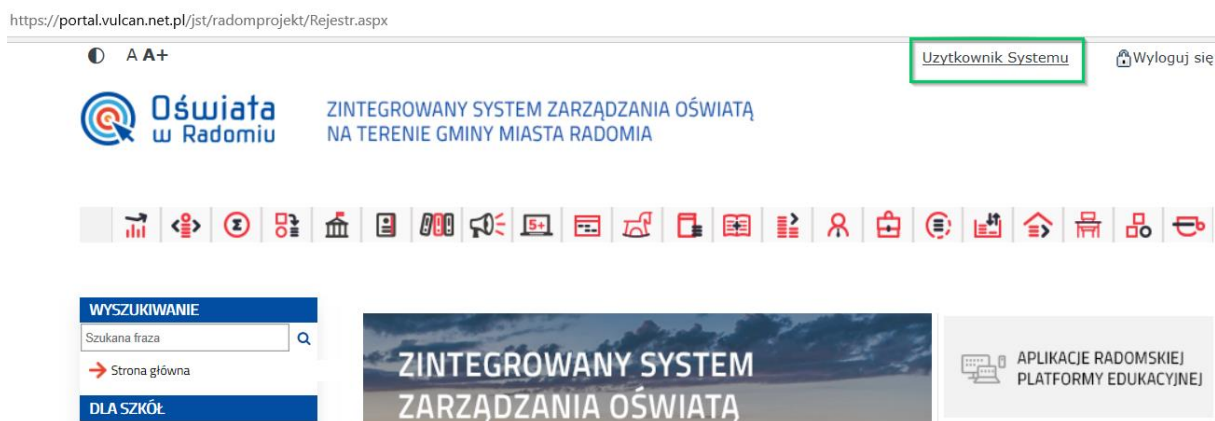 https://portal.vulcan.net.pl/jst/radomprojekt/Rejestr.aspx
A A+
Uzytkownik Systemu
Wyloguj się
Oświata
w Radomiu
ZINTEGROWANY SYSTEM ZARZĄDZANIA OŚWIATĄ
NA TERENIE GMINY MIASTA RADOMIA
Σ
5+
WYSZUKIWANIE
Szukana fraza
Strona główna
DLA SZKÓŁ
ZINTEGROWANY SYSTEM
ZARZĄDZANIA OŚWIATĄ
APLIKACJE RADOMSKIEJ
PLATFORMY EDUKACYJNEJ